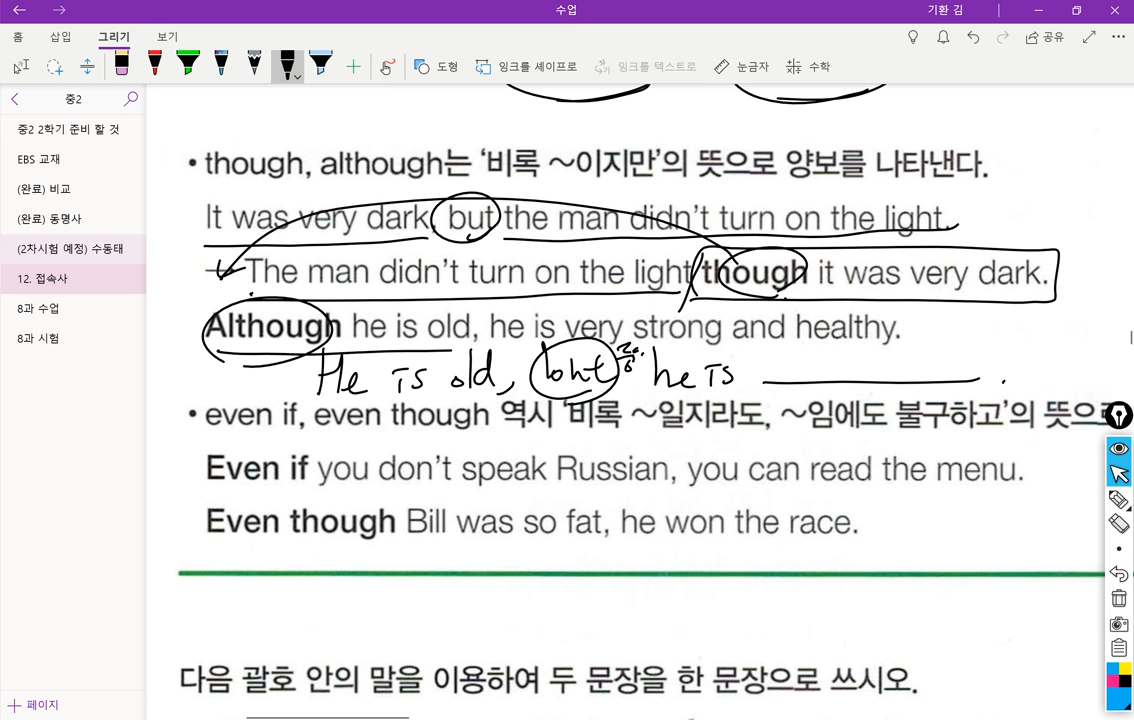 수업
기환 김
홈 삽입 그리기 보기
공유
도형 잉크를 셰이프로 잉크를 텍스트로 눈금자 수학
중2
중2 2학기 준비 할 것
EBS 교재
(완료) 비교
(완료) 동명사
(2차시험 예정) 수동태
12. 접속사
8과 수업
8과 시험
페이지
• though, although는 ‘비록 ~이지만’의 뜻으로 양보를 나타낸다.
It was very dark, but the man didn’t turn on the light.
The man didn’t turn on the light though it was very dark.
Although he is old, he is very strong and healthy.
He is old, but he is
• even if, even though 역시 ‘비록 ~일지라도, ~임에도 불구하고’의 뜻으로
Even if you don’t speak Russian, you can read the menu.
Even though Bill was so fat, he won the race.
다음 괄호 안의 말을 이용하여 두 문장을 한 문장으로 쓰시오.